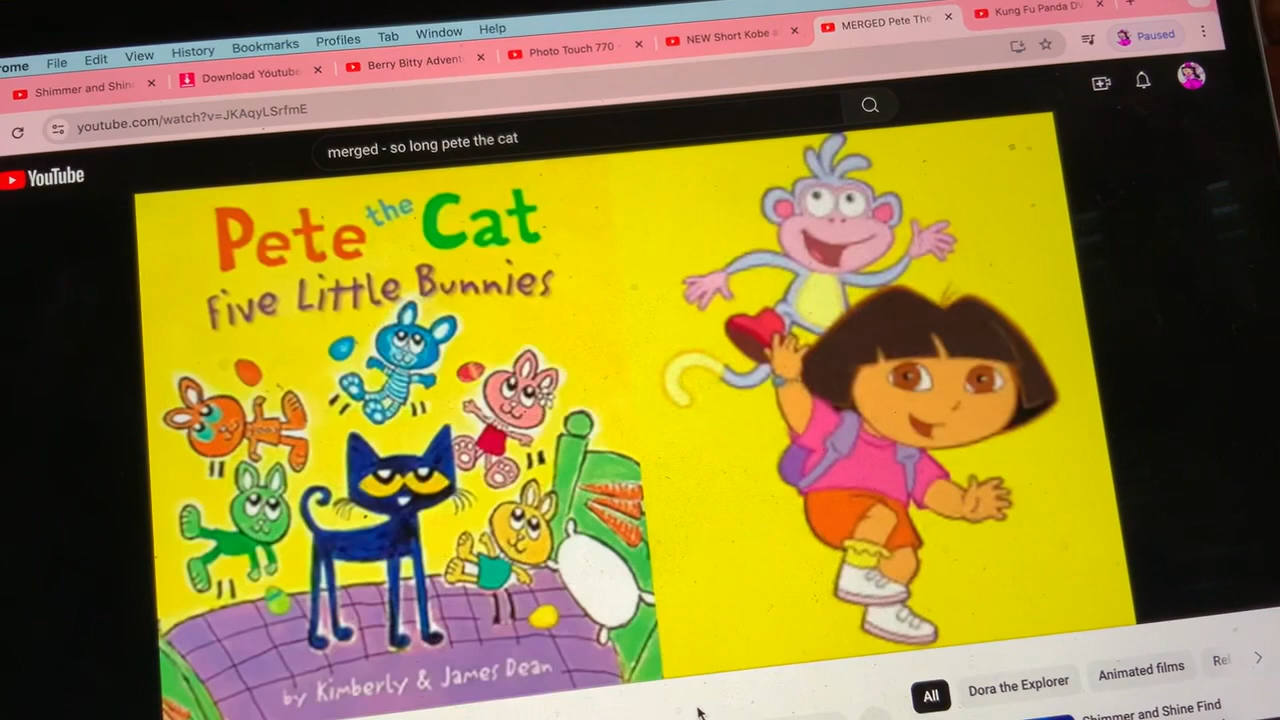 ome File Edit View History Bookmarks Profiles Tab Window Help
Shimmer and Shin
Download Youtube
Berry Bitty Advent
Photo Touch 770
NEW Short Kobe a
MERGED Pete The
Kung Fu Panda DV
youtube.com/watch?v=JKAqyLSrfmE
Paused
YouTube
merged - so long pete the cat
Pete the Cat
Five Little Bunnies
by Kimberly & James Dean
All
Dora the Explorer
Animated films
Rel
Shimmer and Shine Find